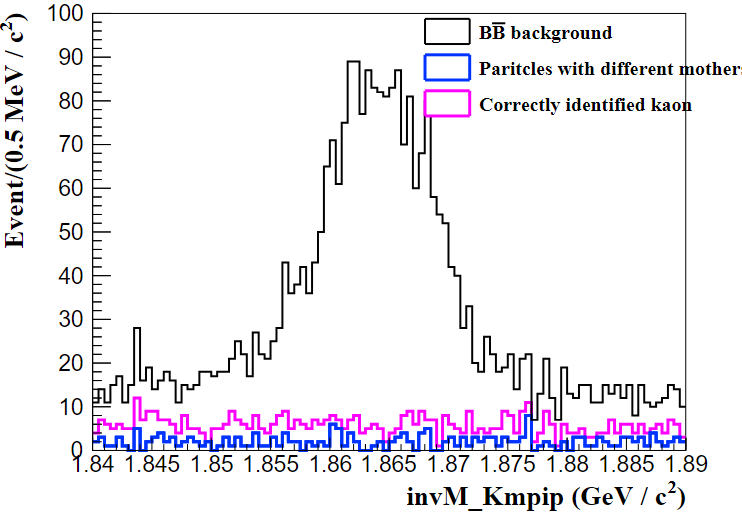 100
90
80
70
60
50
40
30
20
10
0
Event/(0.5 MeV / c²)
BB̅ background
Paritcles with different mothers
Correctly identified kaon
1.84 1.845 1.85 1.855 1.86 1.865 1.87 1.875 1.88 1.885 1.89
invM_Kmpip (GeV / c²)